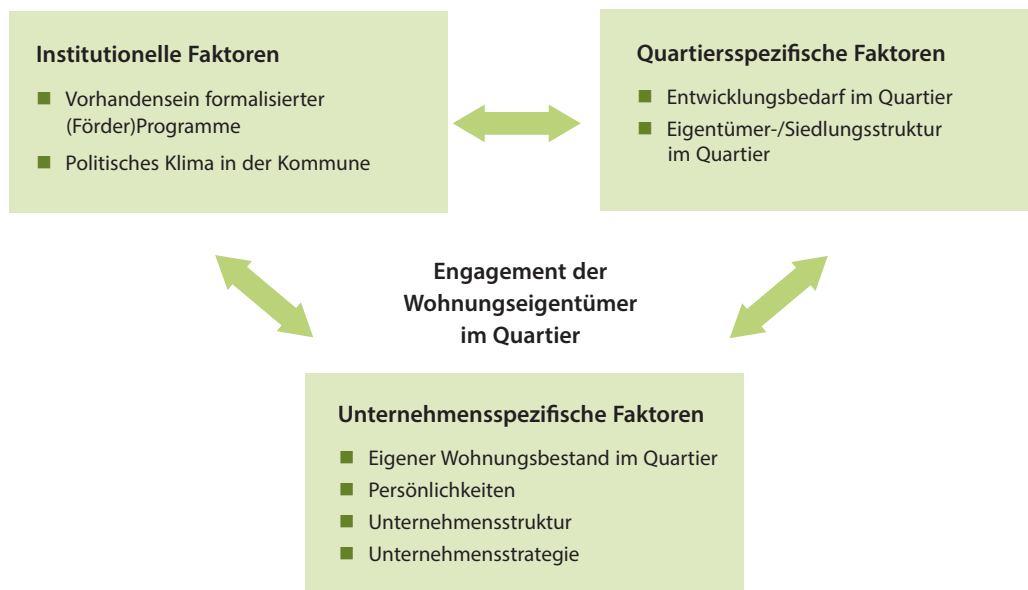 Institutionelle Faktoren
■ Vorhandensein formalisierter
(Förder)Programme
■ Politisches Klima in der Kommune
Quartiersspezifische Faktoren
■ Entwicklungsbedarf im Quartier
■ Eigentümer-/Siedlungsstruktur
im Quartier
Engagement der
Wohnungseigentümer
im Quartier
Unternehmensspezifische Faktoren
■ Eigener Wohnungsbestand im Quartier
■ Persönlichkeiten
■ Unternehmensstruktur
■ Unternehmensstrategie